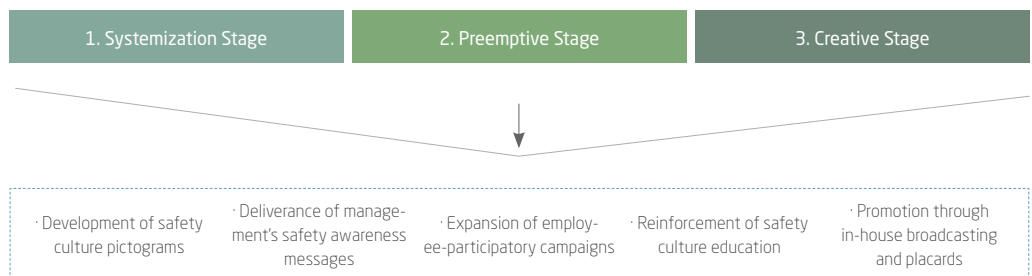 1. Systemization Stage
2. Preemptive Stage
3. Creative Stage
· Development of safety
culture pictograms
· Deliverance of manage-
ment's safety awareness
messages
· Expansion of employ-
ee-participatory campaigns
· Reinforcement of safety
culture education
· Promotion through
in-house broadcasting
and placards